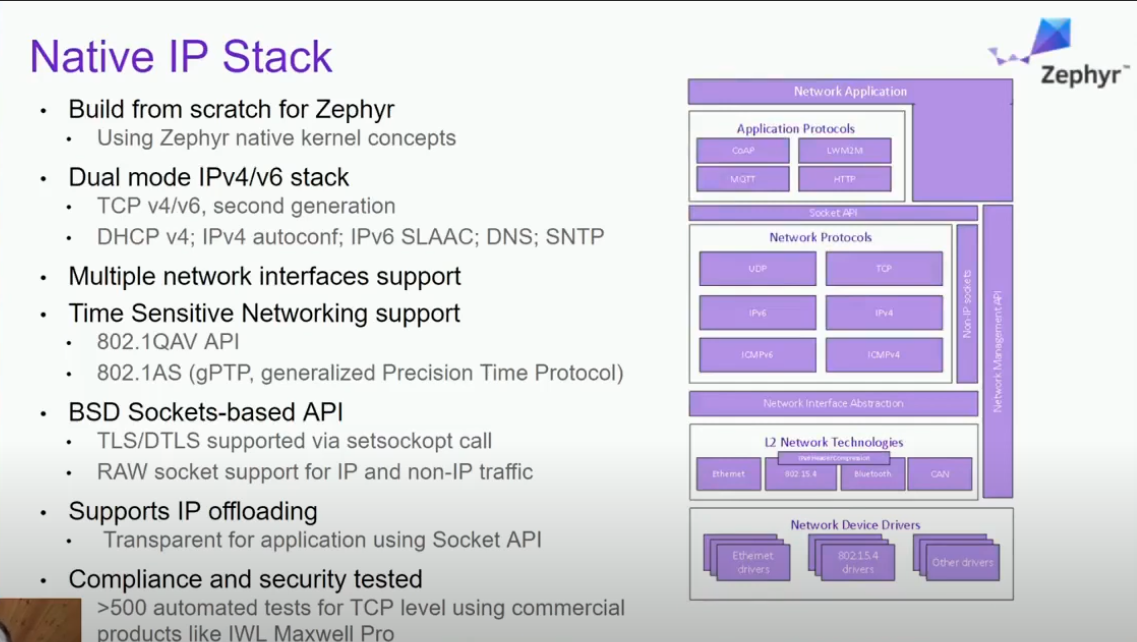 Native IP Stack
Zephyr™
• Build from scratch for Zephyr
• Using Zephyr native kernel concepts
• Dual mode IPv4/v6 stack
• TCP v4/v6, second generation
• DHCP v4; IPv4 autoconf; IPv6 SLAAC; DNS; SNTP
• Multiple network interfaces support
• Time Sensitive Networking support
• 802.1QAV API
• 802.1AS (gPTP, generalized Precision Time Protocol)
• BSD Sockets-based API
• TLS/DTLS supported via setsockopt call
• RAW socket support for IP and non-IP traffic
• Supports IP offloading
• Transparent for application using Socket API
• Compliance and security tested
>500 automated tests for TCP level using commercial
products like IWL Maxwell Pro
Network Application
Application Protocols
CoAP
LWM2M
MQTT
HTTP
Socket API
Network Protocols
UDP
TCP
IPv6
IPv4
ICMPv6
ICMPv4
Non-IP sockets
Network Management API
Network Interface Abstraction
L2 Network Technologies
IPv6 Header Compression
Ethernet
802.15.4
Bluetooth
CAN
Network Device Drivers
Ethernet
drivers
802.15.4
drivers
Other drivers